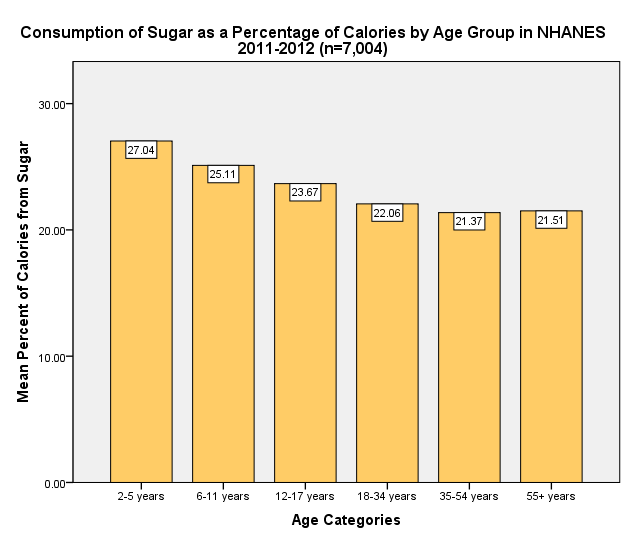 Consumption of Sugar as a Percentage of Calories by Age Group in NHANES
2011-2012 (n=7,004)
Mean Percent of Calories from Sugar
30.00
20.00
10.00
0.00
27.04
25.11
23.67
22.06
21.37
21.51
2-5 years
6-11 years
12-17 years
18-34 years
35-54 years
55+ years
Age Categories